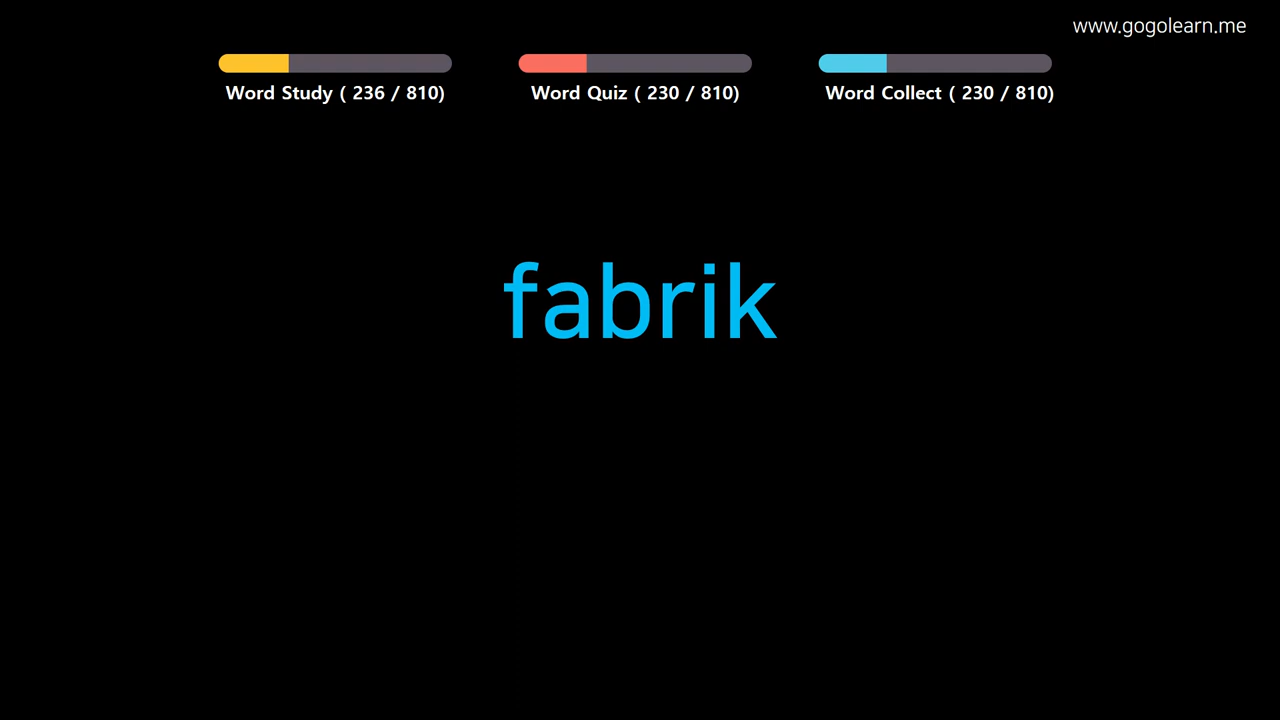 www.gogolearn.me
Word Study ( 236 / 810)
Word Quiz ( 230 / 810)
Word Collect ( 230 / 810)
fabrik